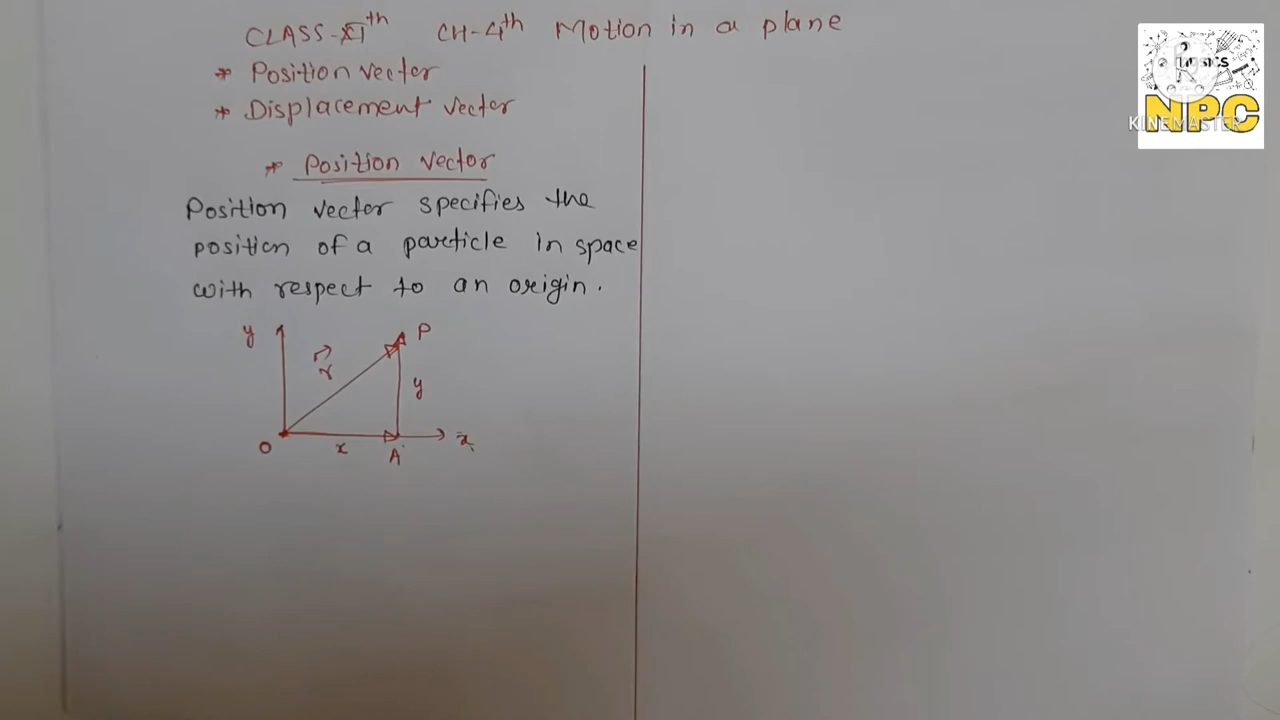 CLASS-XIth CH-4th Motion in a plane
* Position vector
* Displacement vector
* Position vector
Position vector specifies the
position of a particle in space
with respect to an origin.
y
P
r
y
O
x
A
x
PHYSICS
NPC
KINEMASTER